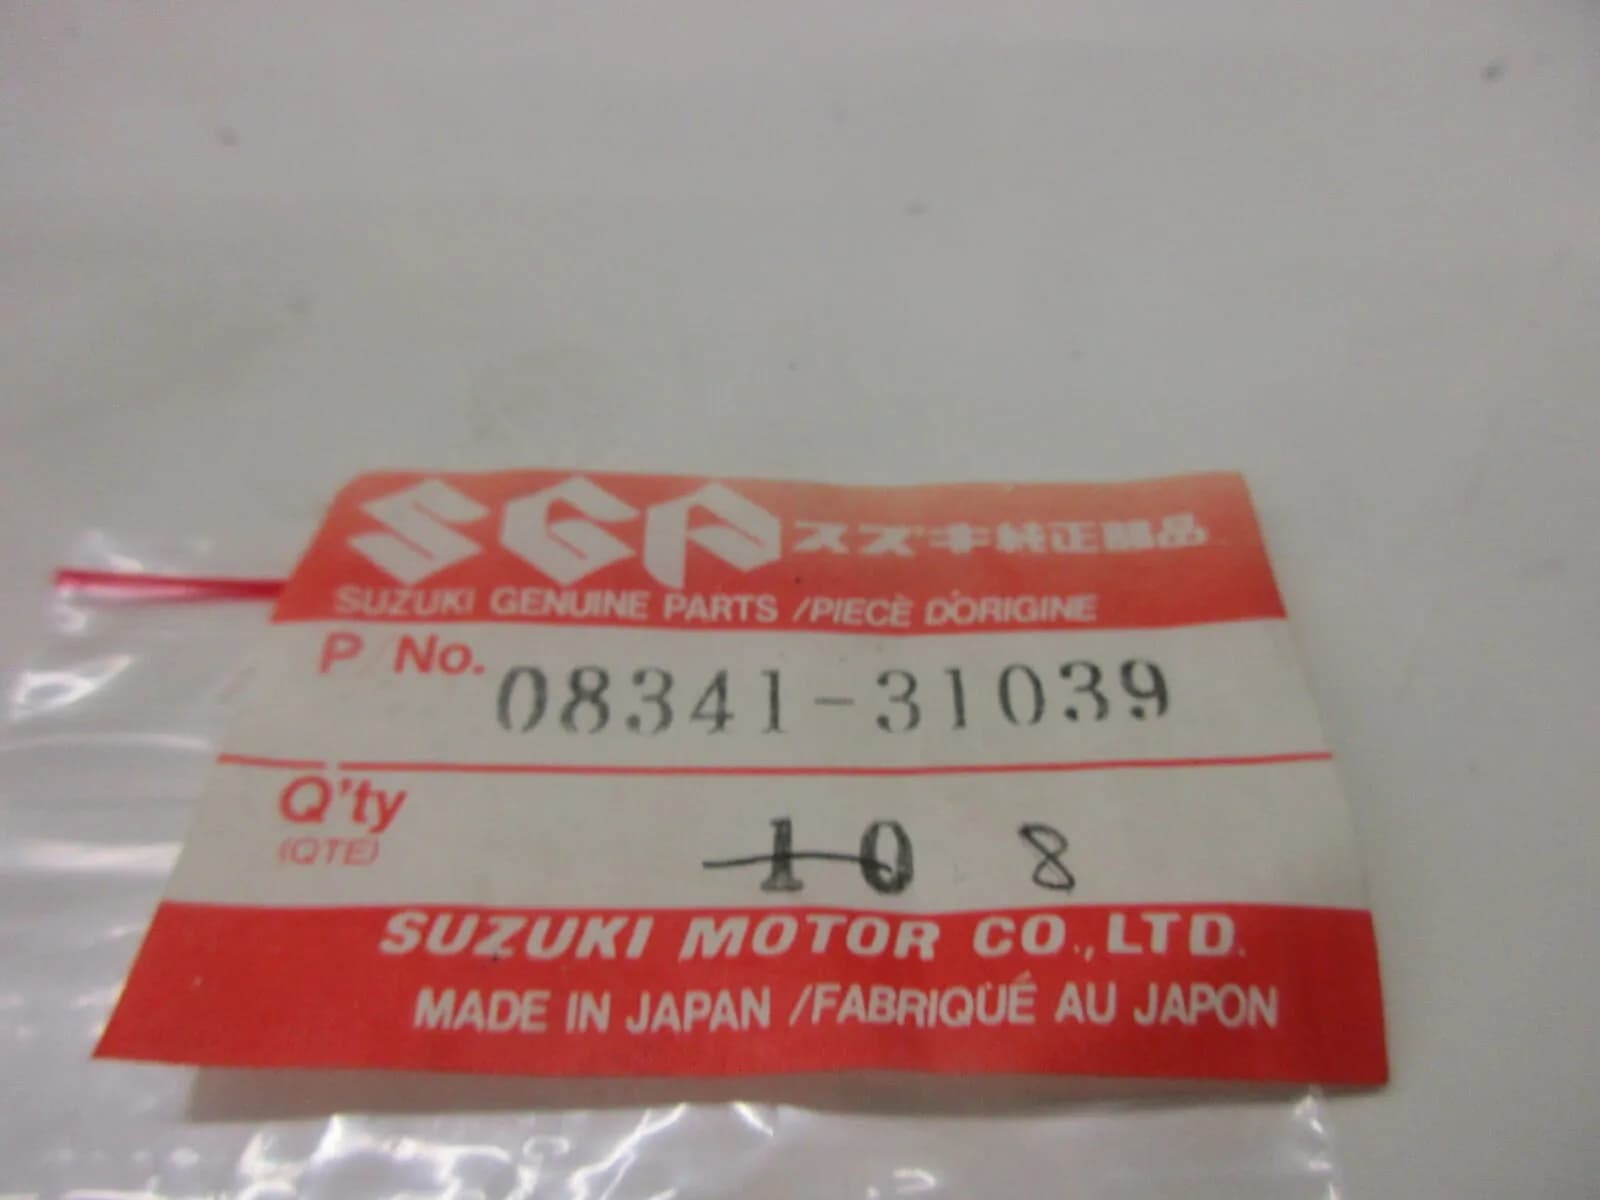 SGP スズキ純正部品
SUZUKI GENUINE PARTS /PIECÈ D'ORIGINE
P/No. 08341-31039
Q'ty 10 8
(QTE)
SUZUKI MOTOR CO.,LTD.
MADE IN JAPAN /FABRIQUÉ AU JAPON